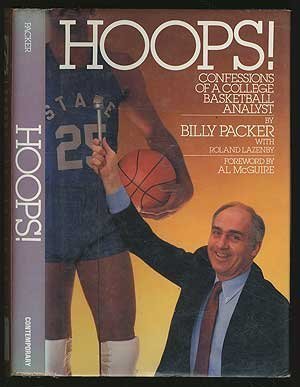 PACKER
HOOPS!
CONTEMPORARY
HOOPS!
CONFESSIONS
OF A COLLEGE
BASKETBALL
ANALYST
BY
BILLY PACKER
WITH
ROLAND LAZENBY
FOREWORD BY
AL McGUIRE
STATE
25